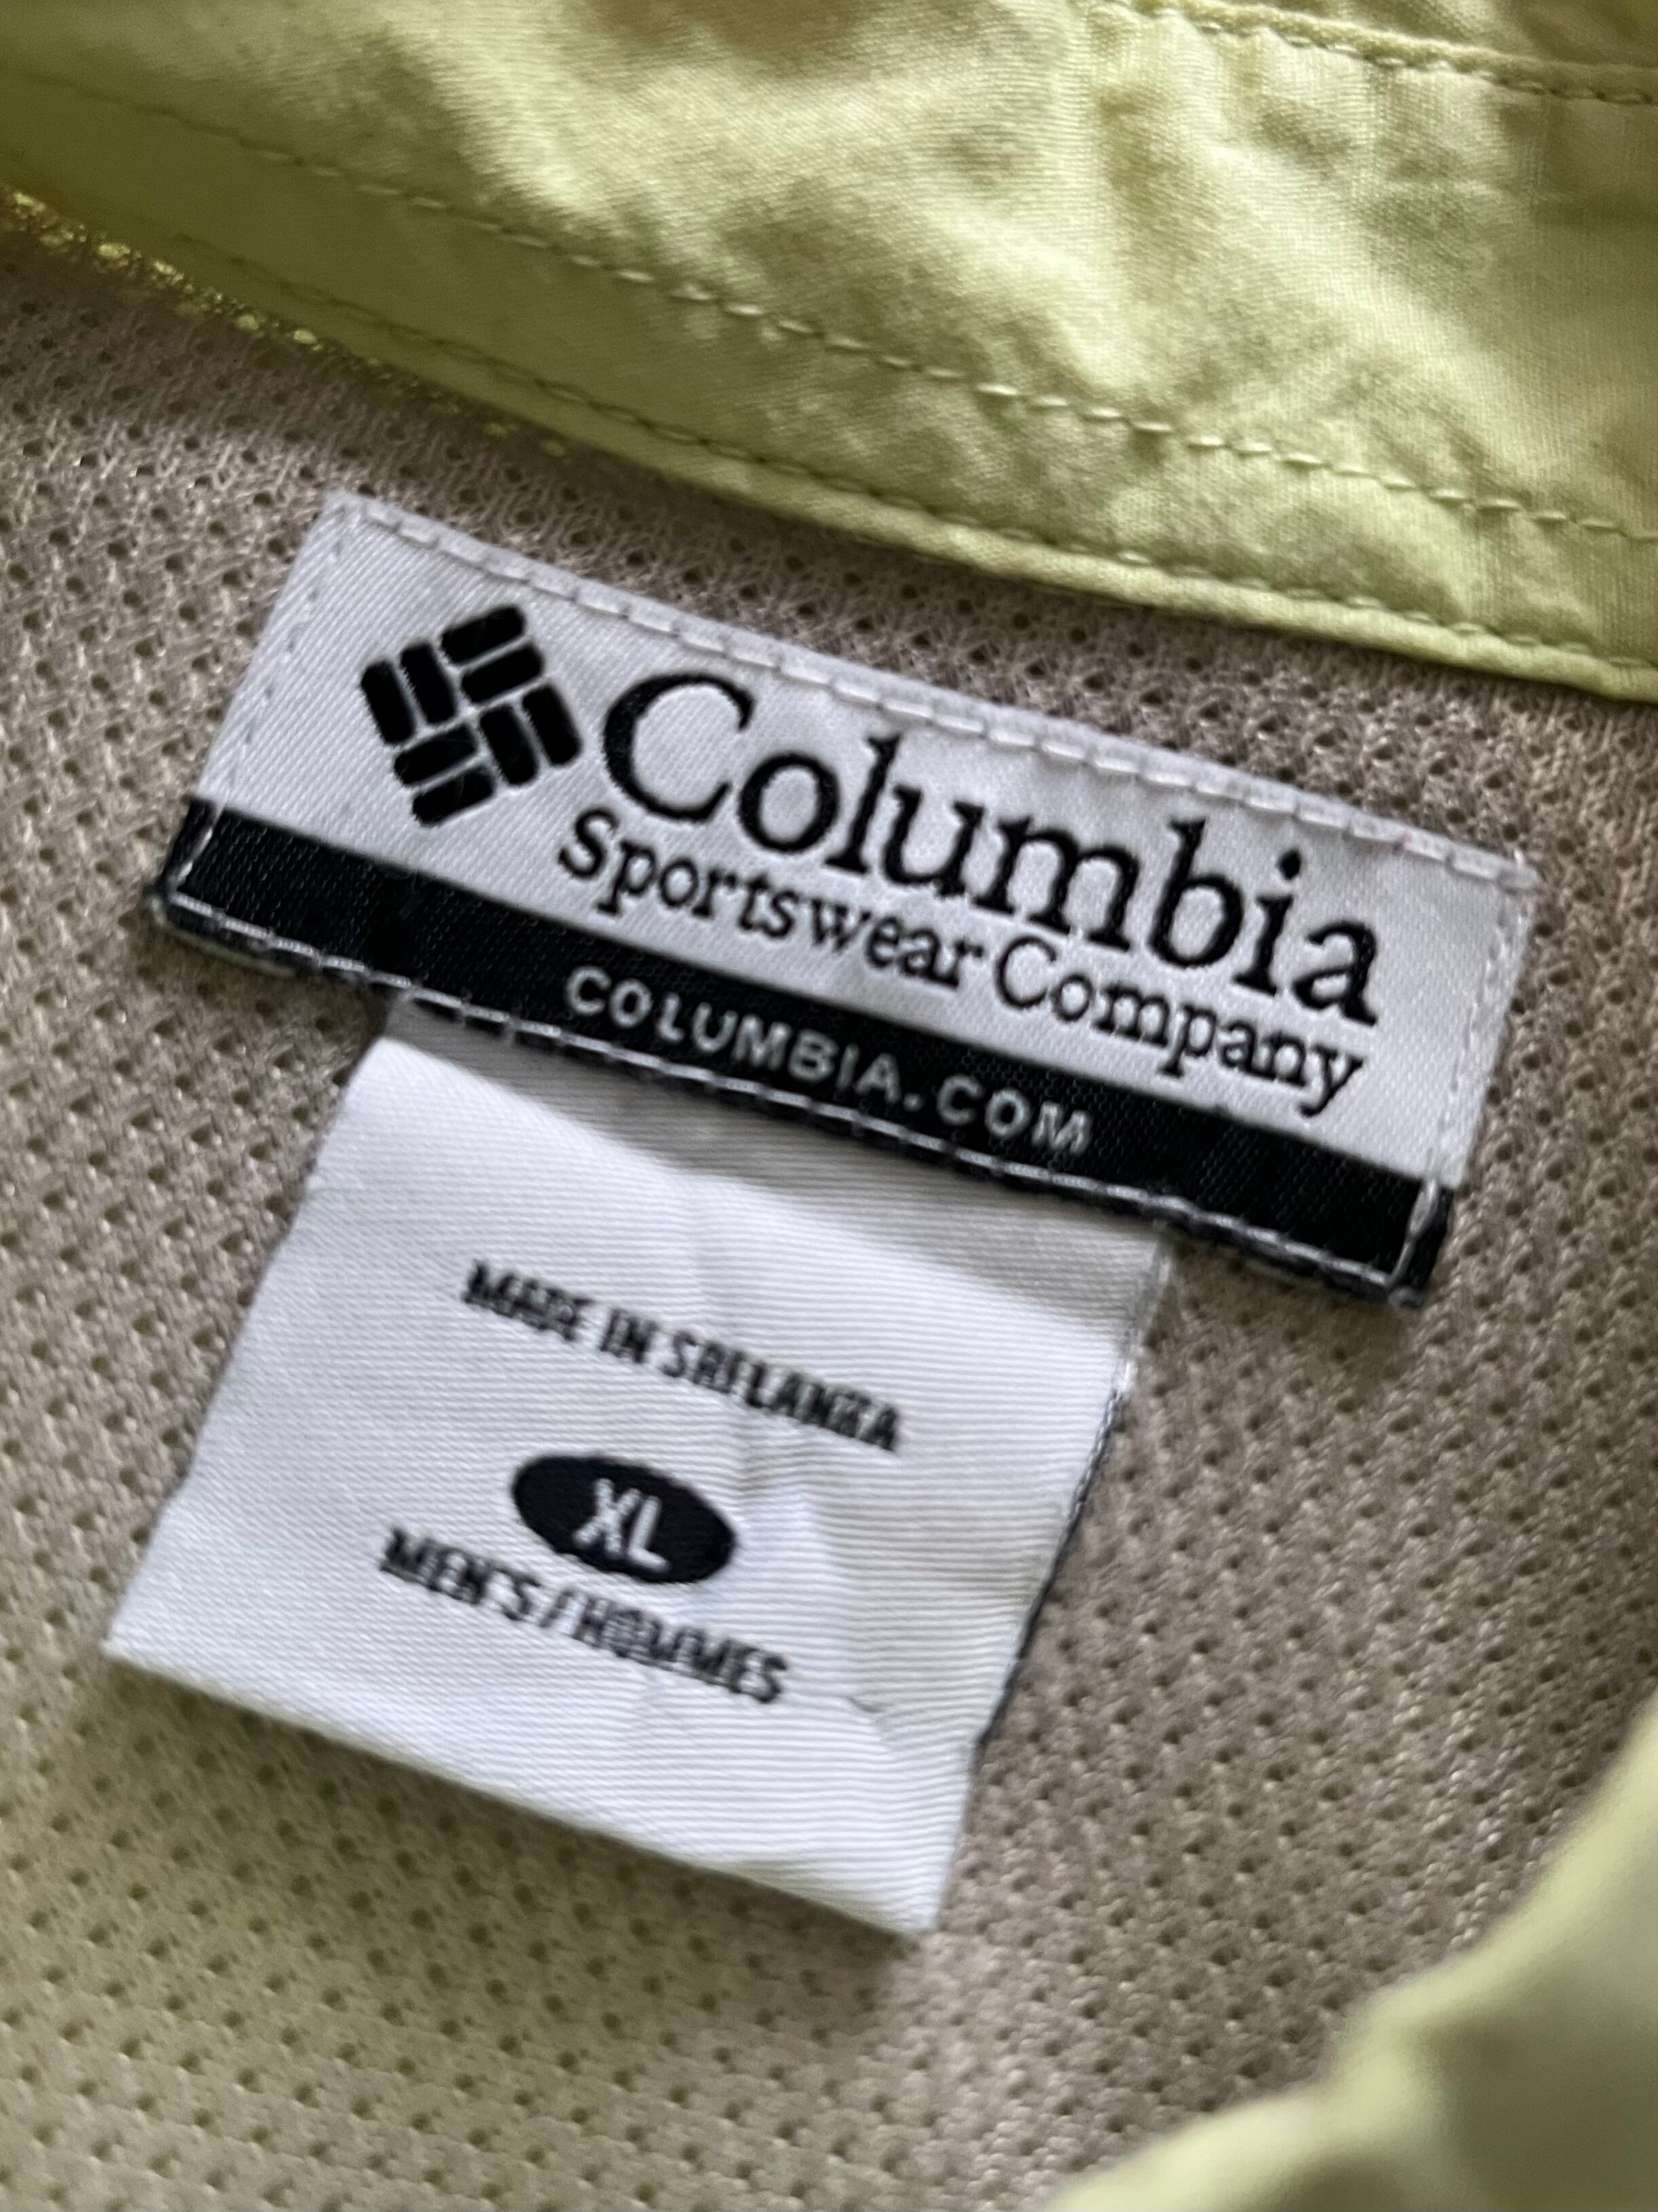 Columbia
Sportswear Company
COLUMBIA.COM
MADE IN SRI LANKA
XL
MEN'S / HOMMES